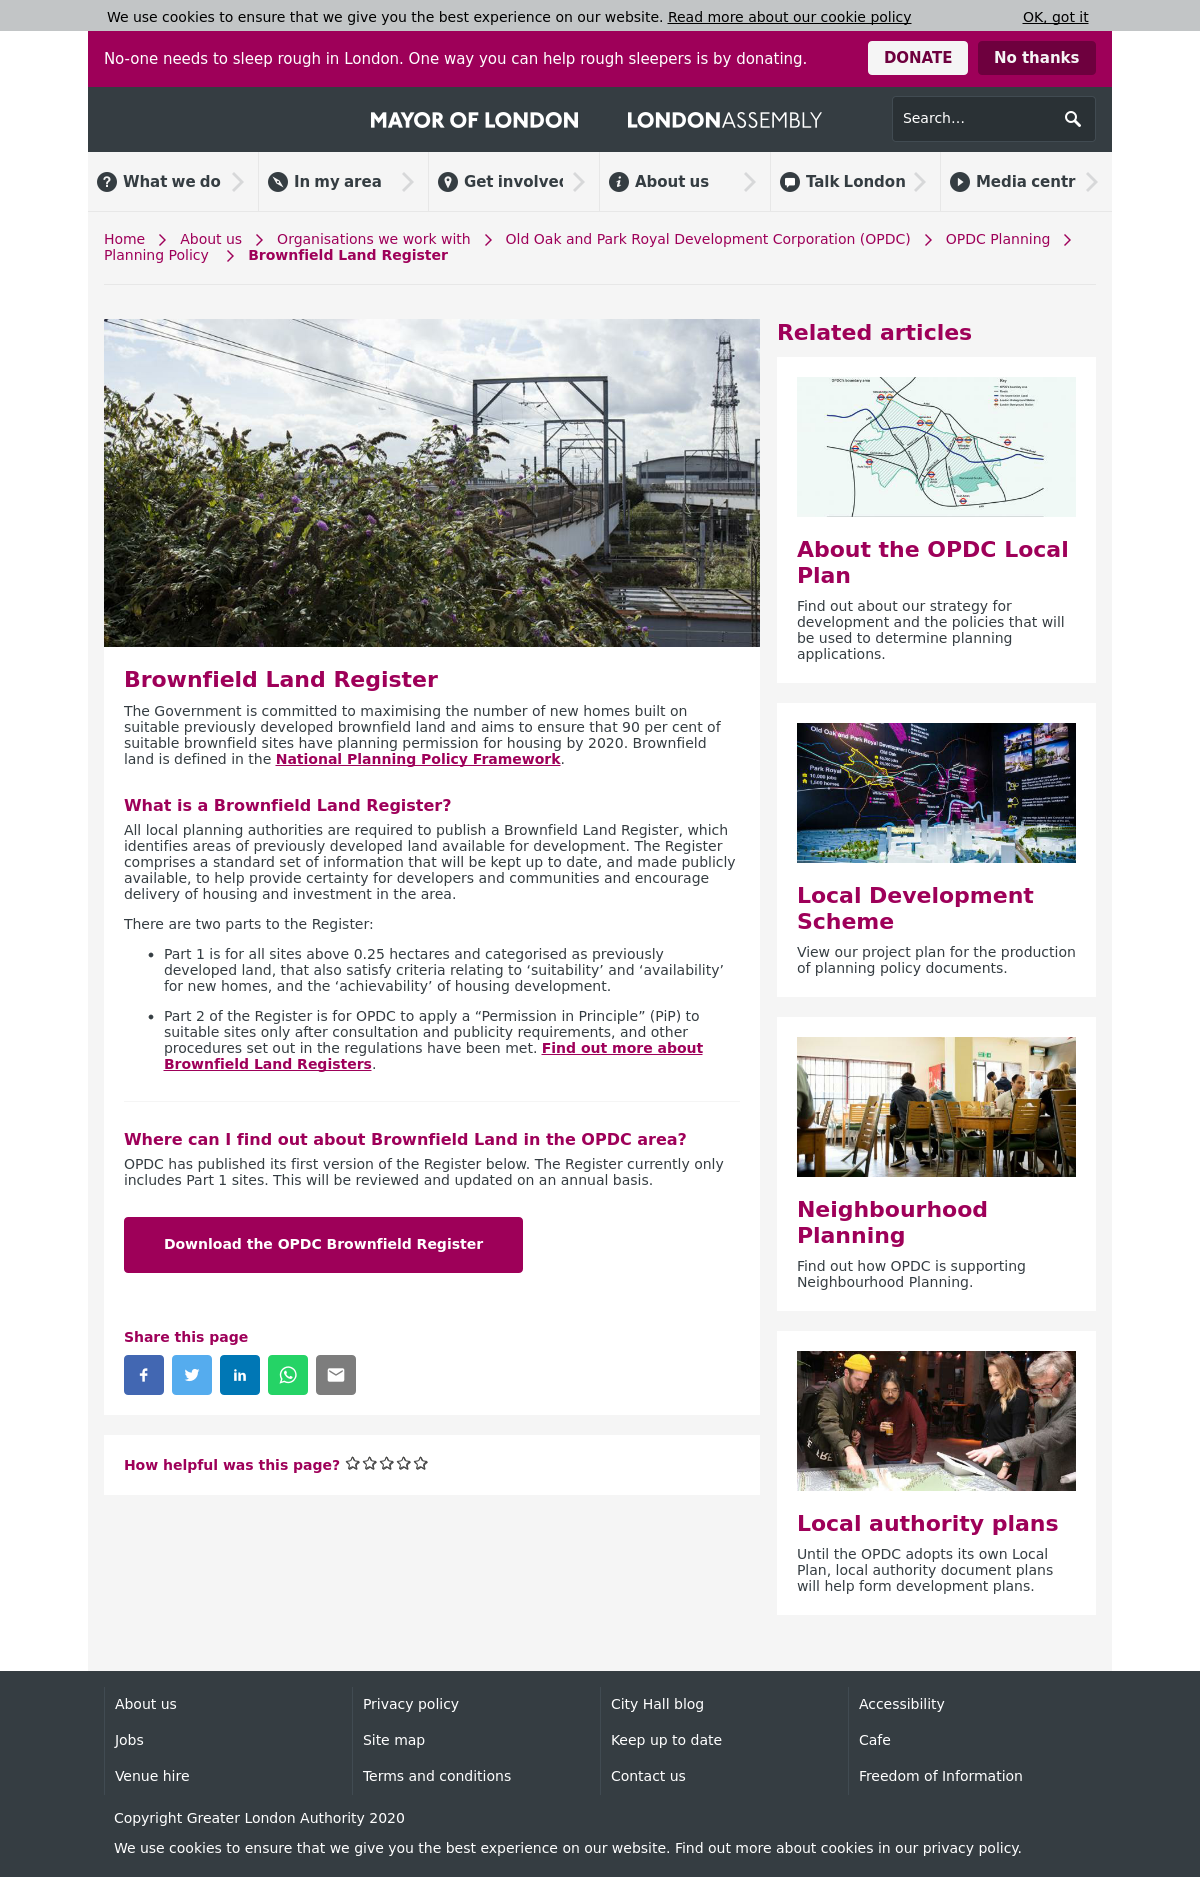 We use cookies to ensure that we give you the best experience on our website. Read more about our cookie policy
OK, got it
No-one needs to sleep rough in London. One way you can help rough sleepers is by donating.
DONATE
No thanks
MAYOR OF LONDON
LONDONASSEMBLY
Search...
What we do
In my area
Get involved
About us
Talk London
Media centr
Home
About us
Organisations we work with
Old Oak and Park Royal Development Corporation (OPDC)
OPDC Planning
Planning Policy
Brownfield Land Register
Brownfield Land Register
The Government is committed to maximising the number of new homes built on
suitable previously developed brownfield land and aims to ensure that 90 per cent of
suitable brownfield sites have planning permission for housing by 2020. Brownfield
land is defined in the National Planning Policy Framework.
What is a Brownfield Land Register?
All local planning authorities are required to publish a Brownfield Land Register, which
identifies areas of previously developed land available for development. The Register
comprises a standard set of information that will be kept up to date, and made publicly
available, to help provide certainty for developers and communities and encourage
delivery of housing and investment in the area.
There are two parts to the Register:
• Part 1 is for all sites above 0.25 hectares and categorised as previously
developed land, that also satisfy criteria relating to ‘suitability’ and ‘availability’
for new homes, and the ‘achievability’ of housing development.
• Part 2 of the Register is for OPDC to apply a “Permission in Principle” (PiP) to
suitable sites only after consultation and publicity requirements, and other
procedures set out in the regulations have been met. Find out more about
Brownfield Land Registers.
Where can I find out about Brownfield Land in the OPDC area?
OPDC has published its first version of the Register below. The Register currently only
includes Part 1 sites. This will be reviewed and updated on an annual basis.
Download the OPDC Brownfield Register
Share this page
How helpful was this page?
Related articles
OPDC's boundary area
Key
About the OPDC Local
Plan
Find out about our strategy for
development and the policies that will
be used to determine planning
applications.
Old Oak and Park Royal Development Corporation
Old Oak
Park Royal
10,000 jobs
1,500 homes
Local Development
Scheme
View our project plan for the production
of planning policy documents.
Neighbourhood
Planning
Find out how OPDC is supporting
Neighbourhood Planning.
Local authority plans
Until the OPDC adopts its own Local
Plan, local authority document plans
will help form development plans.
About us
Jobs
Venue hire
Privacy policy
Site map
Terms and conditions
City Hall blog
Keep up to date
Contact us
Accessibility
Cafe
Freedom of Information
Copyright Greater London Authority 2020
We use cookies to ensure that we give you the best experience on our website. Find out more about cookies in our privacy policy.